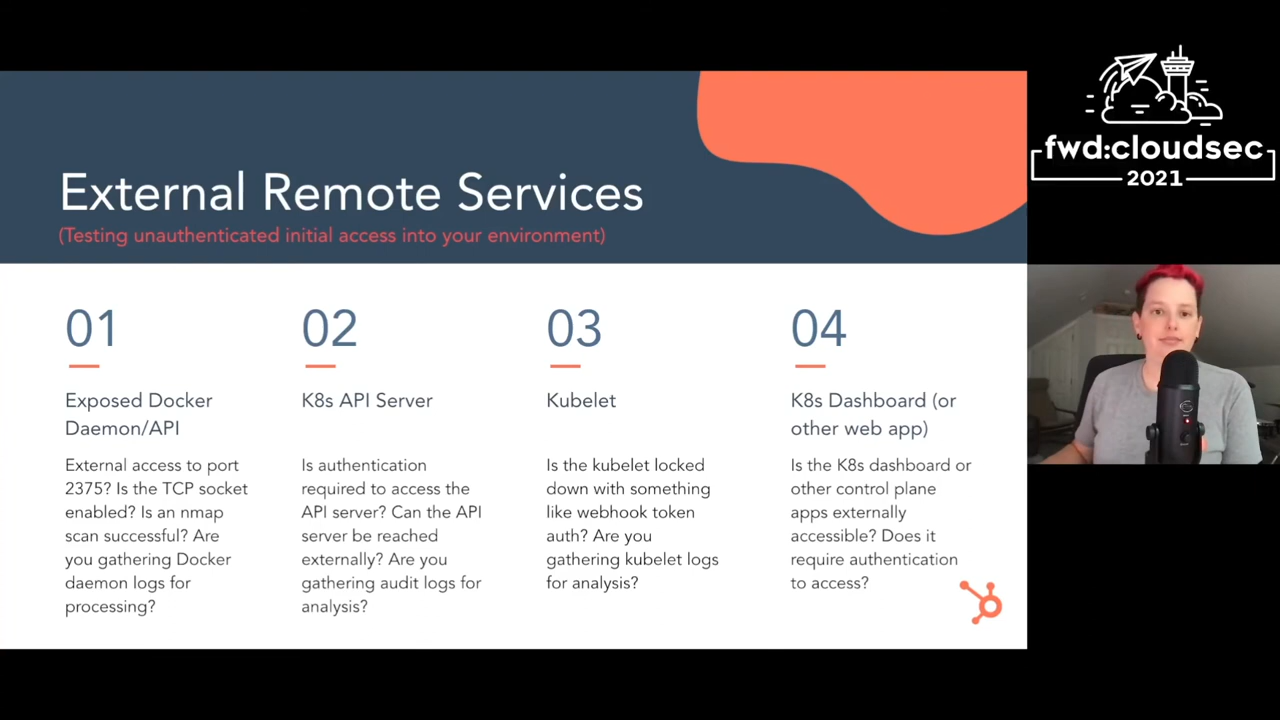 External Remote Services
(Testing unauthenticated initial access into your environment)
01
Exposed Docker
Daemon/API
External access to port
2375? Is the TCP socket
enabled? Is an nmap
scan successful? Are
you gathering Docker
daemon logs for
processing?
02
K8s API Server
Is authentication
required to access the
API server? Can the API
server be reached
externally? Are you
gathering audit logs for
analysis?
03
Kubelet
Is the kubelet locked
down with something
like webhook token
auth? Are you
gathering kubelet logs
for analysis?
04
K8s Dashboard (or
other web app)
Is the K8s dashboard or
other control plane
apps externally
accessible? Does it
require authentication
to access?
fwd:cloudsec
2021